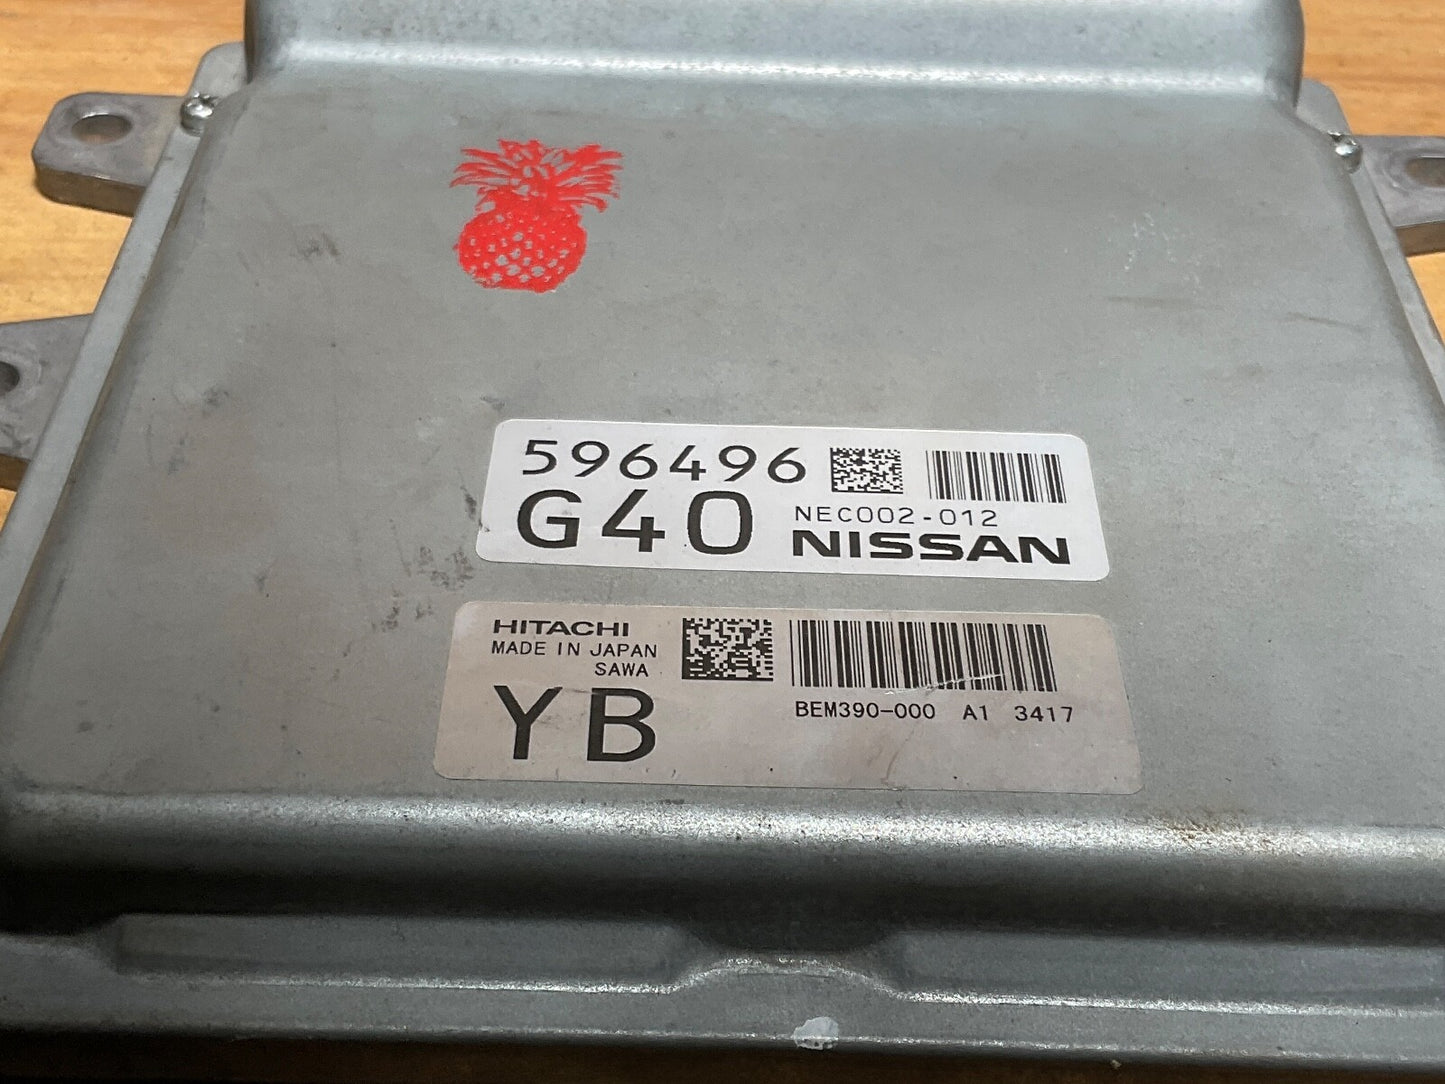 596496
G40
NEC002-012
NISSAN
HITACHI
MADE IN JAPAN
SAWA
YB
BEM390-000 A1 3417